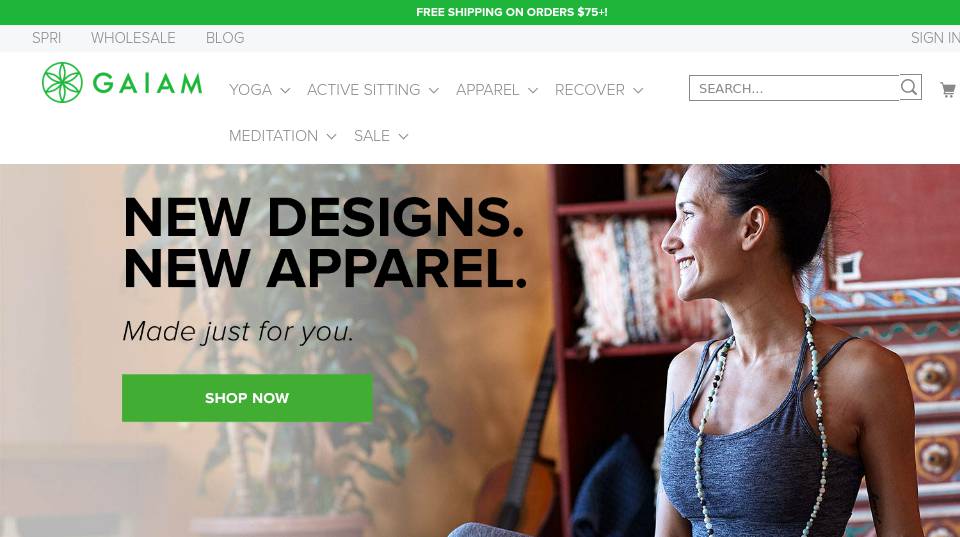 FREE SHIPPING ON ORDERS $75+!
SPRI WHOLESALE BLOG SIGN IN
GAIAM
YOGA ACTIVE SITTING APPAREL RECOVER
SEARCH...
MEDITATION SALE
NEW DESIGNS.
NEW APPAREL.
Made just for you.
SHOP NOW